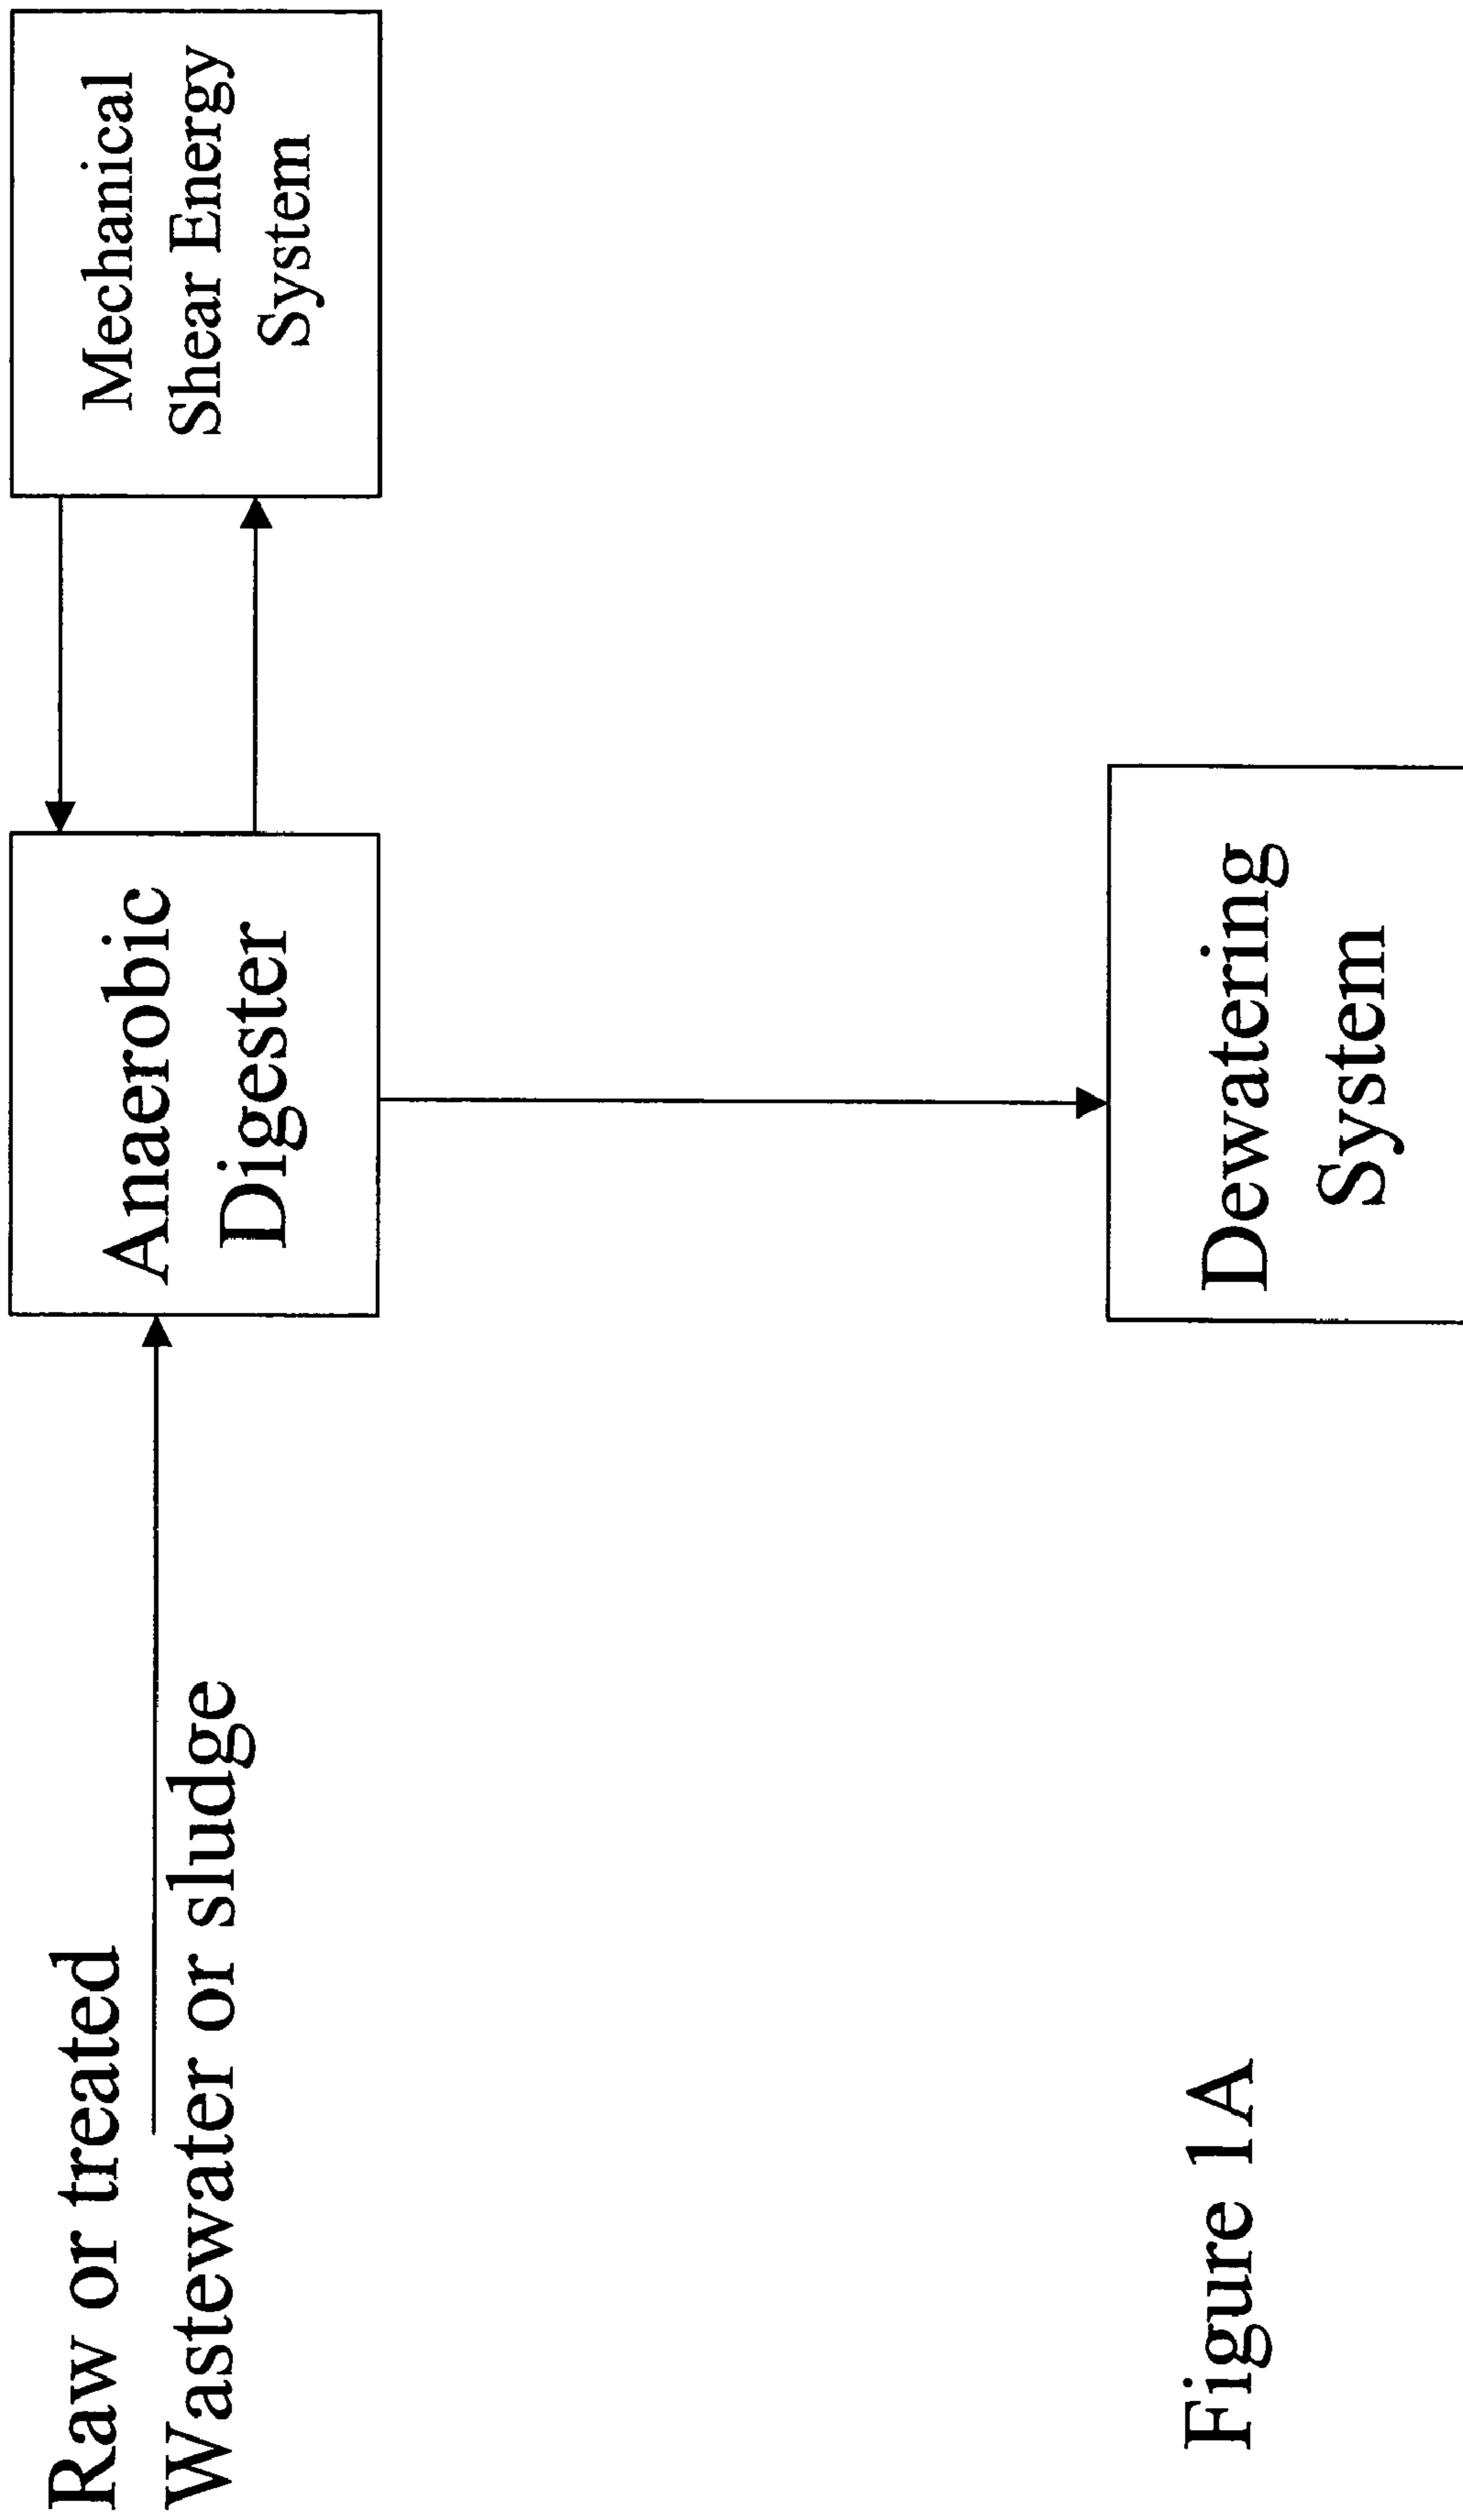 Raw or treated
Wastewater or sludge
Anaerobic
Digester
Mechanical
Shear Energy
System
Dewatering
System
Figure 1A